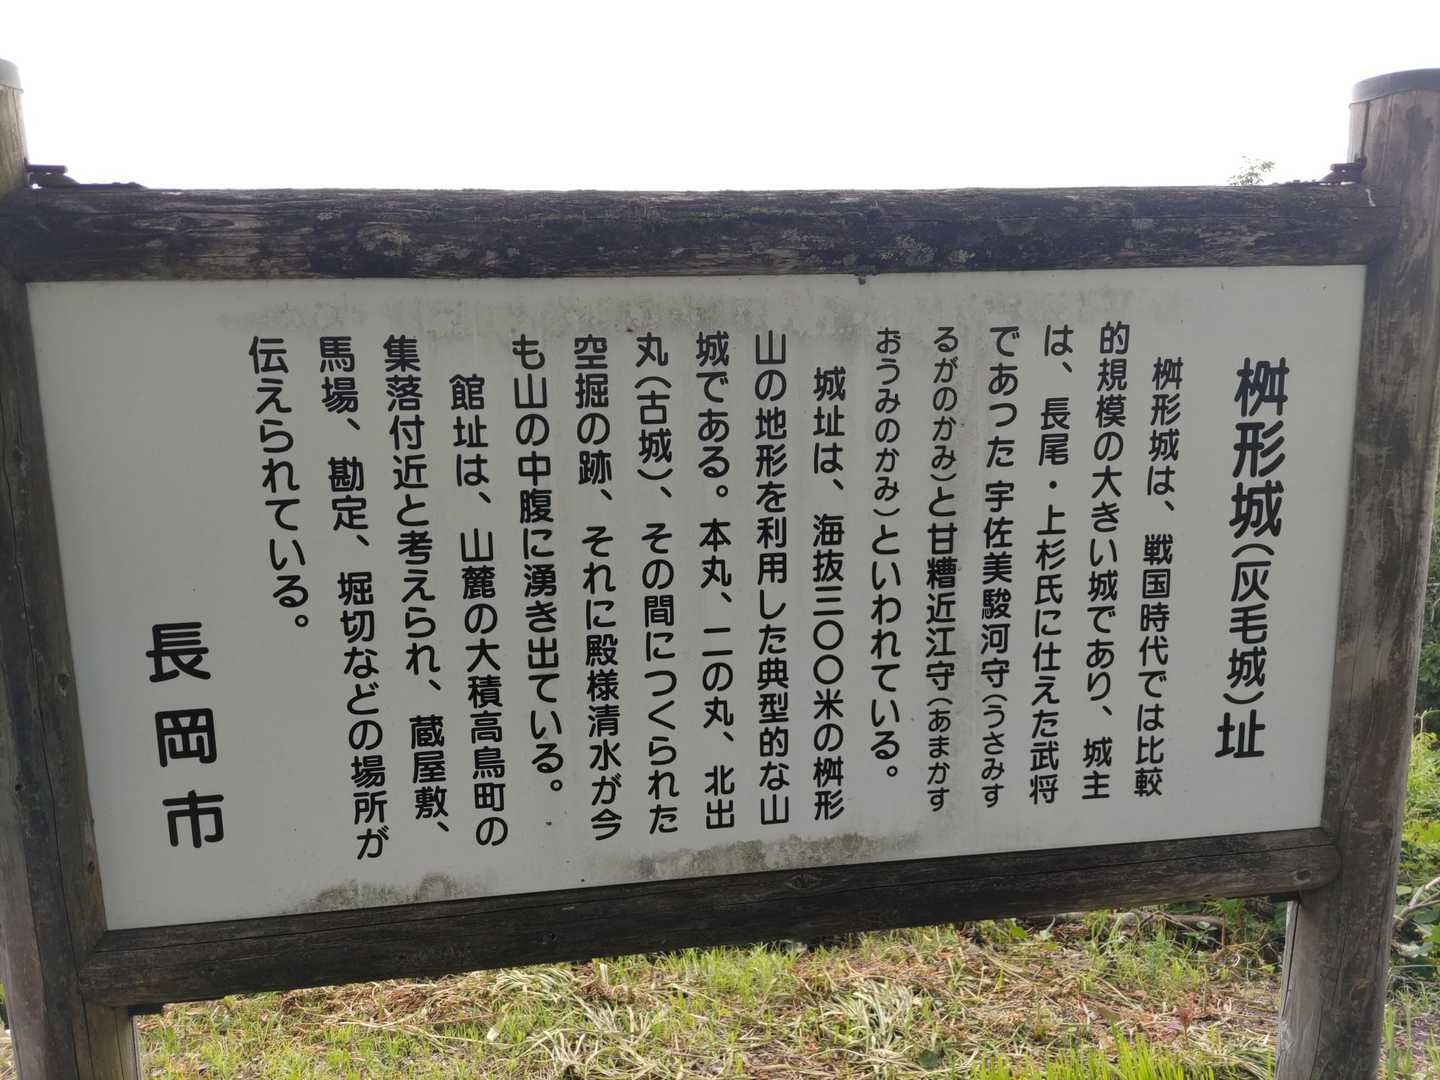 桝形城(灰毛城)址
桝形城は、戦国時代では比較
的規模の大きい城であり、城主
は、長尾・上杉氏に仕えた武将
であつた宇佐美駿河守(うさみす
るがのかみ)と甘糟近江守(あまかす
おうみのかみ)といわれている。
城址は、海抜三〇〇米の桝形
山の地形を利用した典型的な山
城である。本丸、二の丸、北出
丸(古城)、その間につくられた
空掘の跡、それに殿様清水が今
も山の中腹に湧き出ている。
館址は、山麓の大積高鳥町の
集落付近と考えられ、蔵屋敷、
馬場、勘定、堀切などの場所が
伝えられている。
長岡市